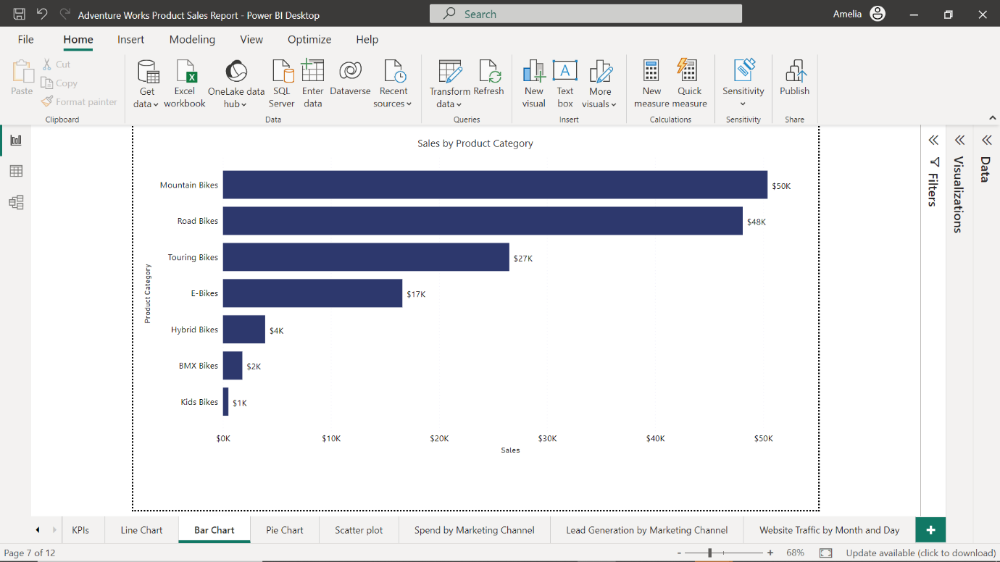 Adventure Works Product Sales Report - Power BI Desktop
Search
Amelia
File Home Insert Modeling View Optimize Help
Paste
Cut
Copy
Format painter
Clipboard
Get data
Excel workbook
OneLake data hub
SQL Server
Enter data
Dataverse
Recent sources
Data
Transform data
Refresh
Queries
New visual
Text box
More visuals
Insert
New measure
Quick measure
Calculations
Sensitivity
Sensitivity
Publish
Share
Sales by Product Category
Product Category
Mountain Bikes $50K
Road Bikes $48K
Touring Bikes $27K
E-Bikes $17K
Hybrid Bikes $4K
BMX Bikes $2K
Kids Bikes $1K
$0K $10K $20K $30K $40K $50K
Sales
Filters
Visualizations
Data
KPIs Line Chart Bar Chart Pie Chart Scatter plot Spend by Marketing Channel Lead Generation by Marketing Channel Website Traffic by Month and Day +
Page 7 of 12
- + 68% Update available (click to download)